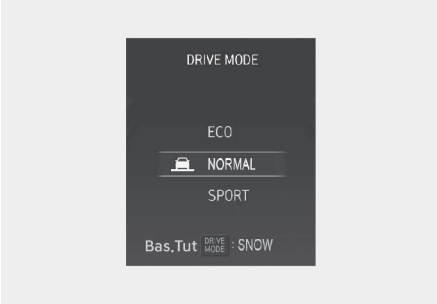 DRIVE MODE
ECO
NORMAL
SPORT
Bas,Tut DRIVE MODE : SNOW